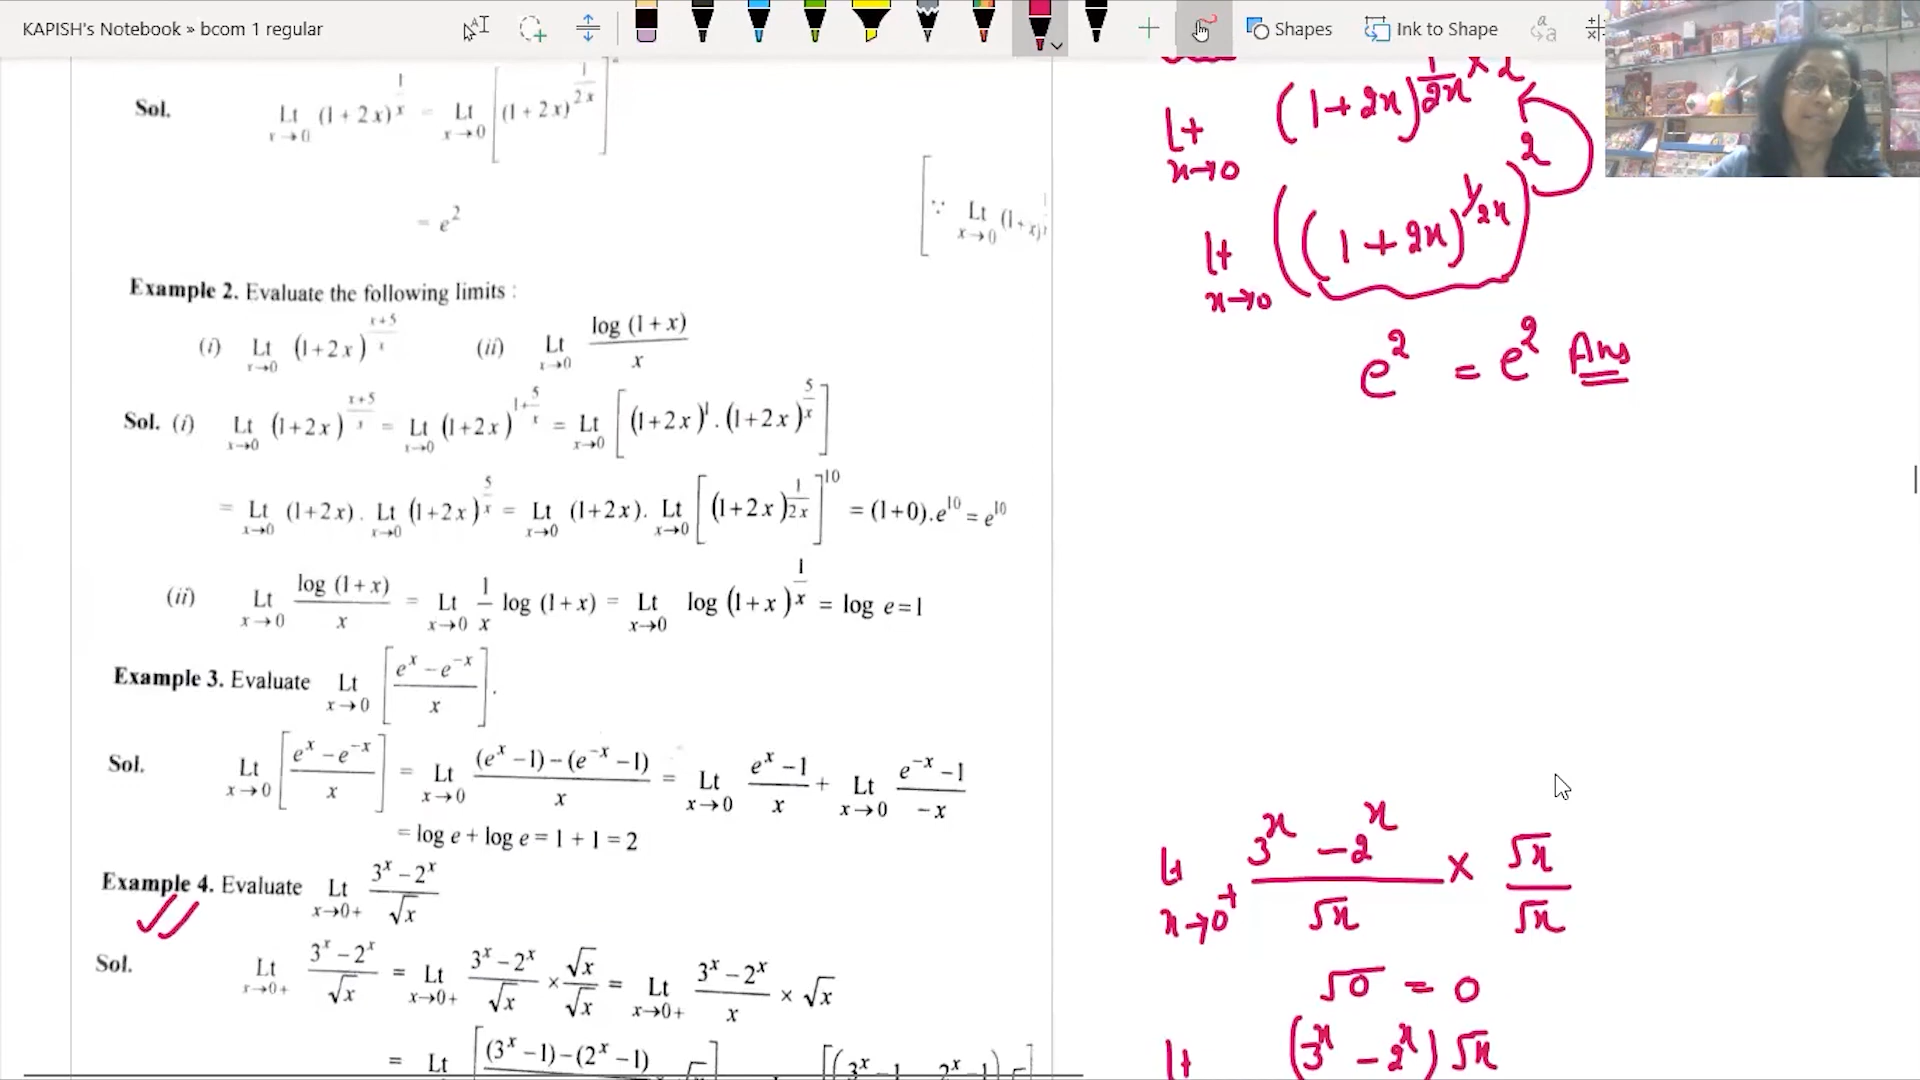 KAPISH's Notebook » bcom 1 regular
Shapes
Ink to Shape
Sol. Lt x→0 (1 + 2x)^(1/x) = Lt x→0 [(1 + 2x)^(1/2x)]
= e²
[∵ Lt x→0 (1+x)
Example 2. Evaluate the following limits :
(i) Lt x→0 (1+2x)^((x+5)/x) (ii) Lt x→0 log (1+x)/x
Sol. (i) Lt x→0 (1+2x)^((x+5)/x) = Lt x→0 (1+2x)^(1+5/x) = Lt x→0 [(1+2x)¹ . (1+2x)^(5/x)]
= Lt x→0 (1+2x) . Lt x→0 (1+2x)^(5/x) = Lt x→0 (1+2x). Lt x→0 [(1+2x)^(1/2x)]^10 = (1+0).e^10 = e^10
(ii) Lt x→0 log (1+x)/x = Lt x→0 1/x log (1+x) = Lt x→0 log (1+x)^(1/x) = log e=1
Example 3. Evaluate Lt x→0 [(e^x – e^–x)/x].
Sol. Lt x→0 [(e^x – e^–x)/x] = Lt x→0 ((e^x –1)–(e^–x –1))/x = Lt x→0 (e^x –1)/x + Lt x→0 (e^–x –1)/–x
= log e + log e = 1 + 1 = 2
Example 4. Evaluate Lt x→0+ (3^x – 2^x)/√x
Sol. Lt x→0+ (3^x – 2^x)/√x = Lt x→0+ (3^x – 2^x)/√x × √x/√x = Lt x→0+ (3^x – 2^x)/x × √x
= Lt [(3^x –1)–(2^x –1)
Lt x→0 (1+2x)^(1/2x × 2)
Lt x→0 ((1+2x)^(1/2x))^2
e² = e² Ans
Lt x→0+ (3^x – 2^x)/√x × √x/√x
√0 = 0
Lt (3^x – 2^x) √x